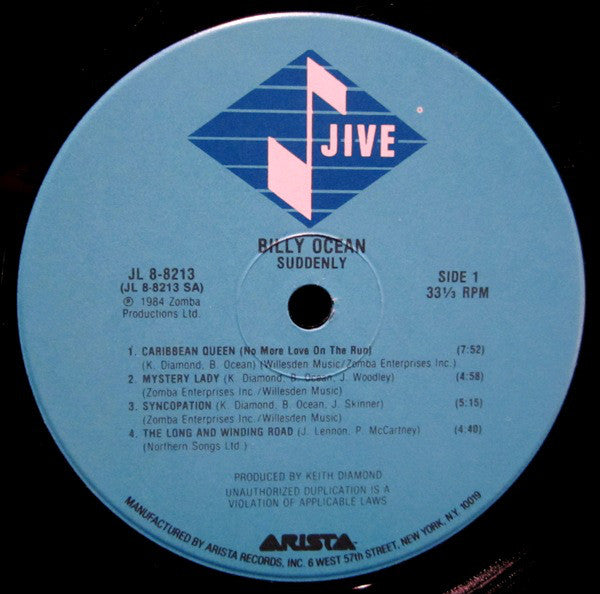 JIVE
BILLY OCEAN
SUDDENLY
JL 8-8213
(JL 8-8213 SA)
℗ 1984 Zomba
Productions Ltd.
SIDE 1
33⅓ RPM
1. CARIBBEAN QUEEN (No More Love On The Run) (7:52)
(K. Diamond, B. Ocean) (Willesden Music/Zomba Enterprises Inc.)
2. MYSTERY LADY (K. Diamond, B. Ocean, J. Woodley) (4:58)
(Zomba Enterprises Inc./Willesden Music)
3. SYNCOPATION (K. Diamond, B. Ocean, J. Skinner) (5:15)
(Zomba Enterprises Inc./Willesden Music)
4. THE LONG AND WINDING ROAD (J. Lennon, P. McCartney) (4:40)
(Northern Songs Ltd.)
PRODUCED BY KEITH DIAMOND
UNAUTHORIZED DUPLICATION IS A
VIOLATION OF APPLICABLE LAWS
ARISTA
MANUFACTURED BY ARISTA RECORDS, INC. 6 WEST 57th STREET, NEW YORK, N.Y. 10019